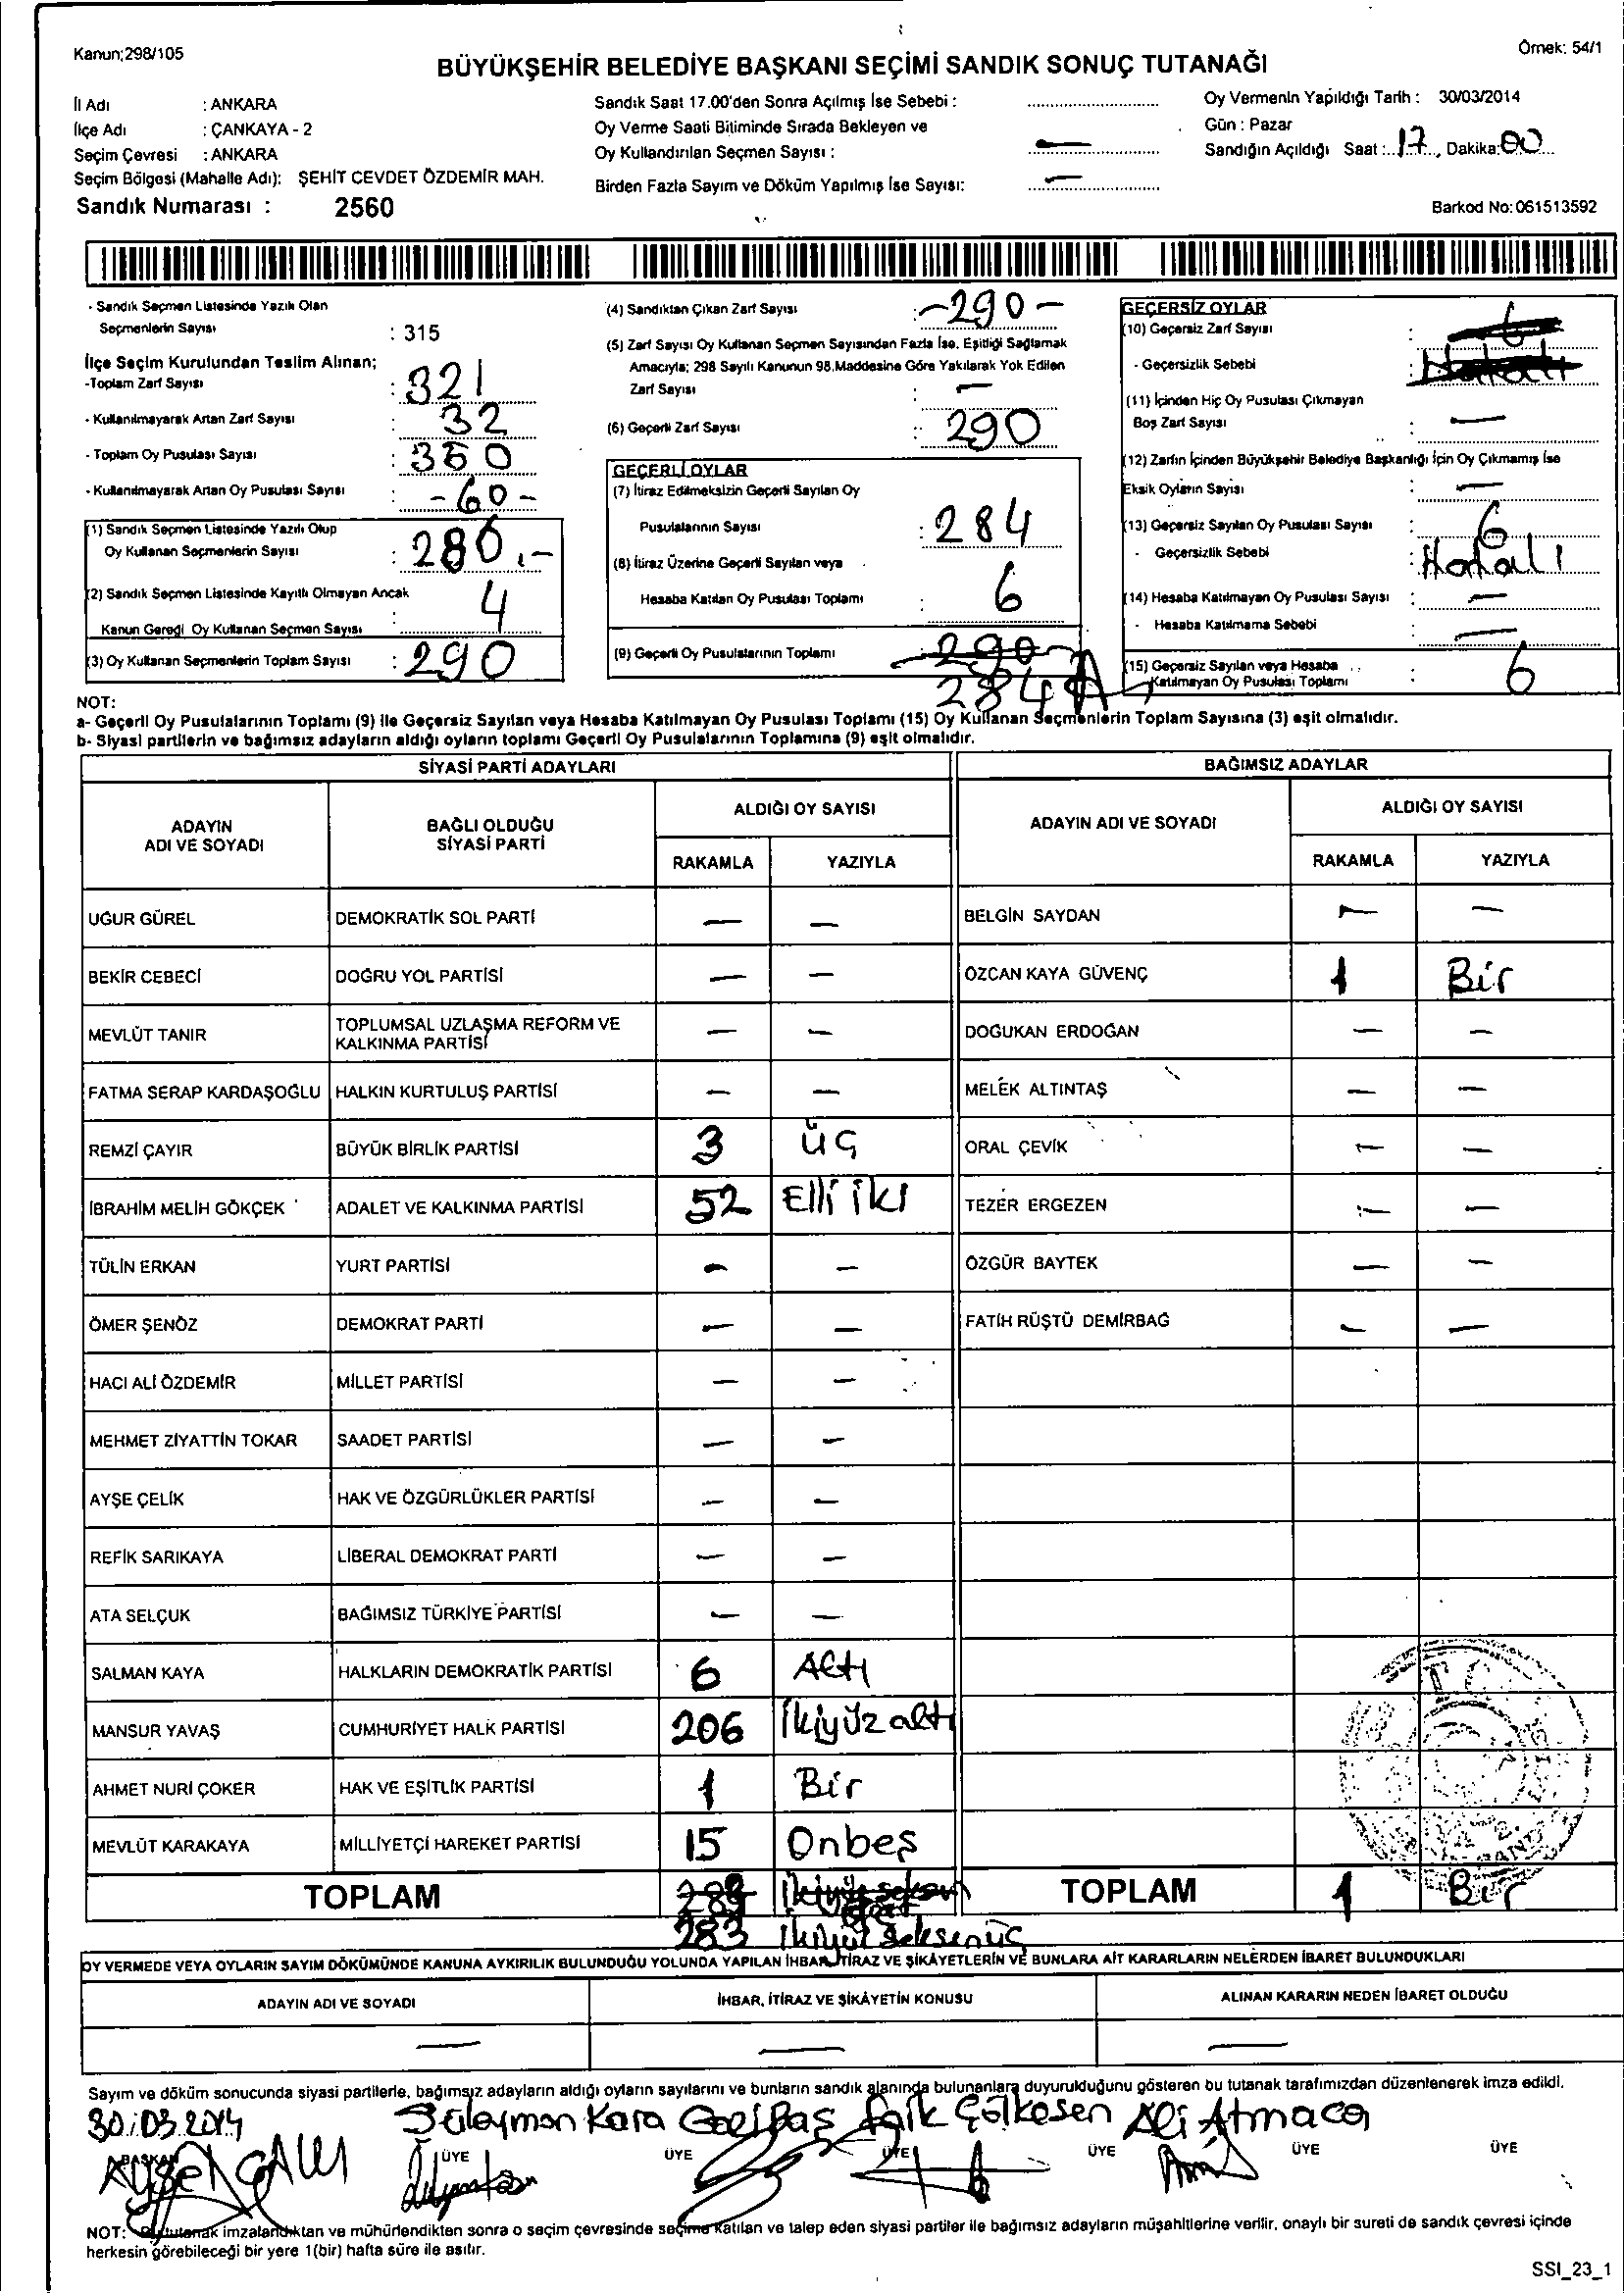 Kanun;298/105
Örnek: 54/1
BÜYÜKŞEHİR BELEDİYE BAŞKANI SEÇİMİ SANDIK SONUÇ TUTANAĞI
İl Adı : ANKARA
İlçe Adı : ÇANKAYA - 2
Seçim Çevresi : ANKARA
Seçim Bölgesi (Mahalle Adı): ŞEHİT CEVDET ÖZDEMİR MAH.
Sandık Numarası : 2560
Sandık Saat 17.00'den Sonra Açılmış İse Sebebi :
Oy Verme Saati Bitiminde Sırada Bekleyen ve
Oy Kullandırılan Seçmen Sayısı : —
Birden Fazla Sayım ve Döküm Yapılmış İse Sayısı: —
Oy Vermenin Yapıldığı Tarih : 30/03/2014
Gün : Pazar
Sandığın Açıldığı Saat : 17, Dakika: 00
Barkod No: 061513592
- Sandık Seçmen Listesinde Yazılı Olan
Seçmenlerin Sayısı : 315
İlçe Seçim Kurulundan Teslim Alınan;
-Toplam Zarf Sayısı : 321
- Kullanılmayarak Artan Zarf Sayısı : 32
- Toplam Oy Pusulası Sayısı : 350
- Kullanılmayarak Artan Oy Pusulası Sayısı : -60-
(1) Sandık Seçmen Listesinde Yazılı Olup
Oy Kullanan Seçmenlerin Sayısı : 286,-
(2) Sandık Seçmen Listesinde Kayıtlı Olmayan Ancak
Kanun Gereği Oy Kullanan Seçmen Sayısı : 4
(3) Oy Kullanan Seçmenlerin Toplam Sayısı : 290
(4) Sandıktan Çıkan Zarf Sayısı : -290-
(5) Zarf Sayısı Oy Kullanan Seçmen Sayısından Fazla İse, Eşitliği Sağlamak
Amacıyla; 298 Sayılı Kanunun 98.Maddesine Göre Yakılarak Yok Edilen
Zarf Sayısı : —
(6) Geçerli Zarf Sayısı : 290
GEÇERLİ OYLAR
(7) İtiraz Edilmeksizin Geçerli Sayılan Oy
Pusulalarının Sayısı : 284
(8) İtiraz Üzerine Geçerli Sayılan veya
Hesaba Katılan Oy Pusulası Toplamı : 6
(9) Geçerli Oy Pusulalarının Toplamı 290
284
GEÇERSİZ OYLAR
(10) Geçersiz Zarf Sayısı : 6
- Geçersizlik Sebebi : Hatalı
(11) İçinden Hiç Oy Pusulası Çıkmayan
Boş Zarf Sayısı : —
(12) Zarfın İçinden Büyükşehir Belediye Başkanlığı İçin Oy Çıkmamış İse
Eksik Oyların Sayısı : —
(13) Geçersiz Sayılan Oy Pusulası Sayısı : 6
- Geçersizlik Sebebi : Hatalı
(14) Hesaba Katılmayan Oy Pusulası Sayısı : —
- Hesaba Katılmama Sebebi : —
(15) Geçersiz Sayılan veya Hesaba
Katılmayan Oy Pusulası Toplamı : 6
NOT:
a- Geçerli Oy Pusulalarının Toplamı (9) ile Geçersiz Sayılan veya Hesaba Katılmayan Oy Pusulası Toplamı (15) Oy Kullanan Seçmenlerin Toplam Sayısına (3) eşit olmalıdır.
b- Siyasi partilerin ve bağımsız adayların aldığı oyların toplamı Geçerli Oy Pusulalarının Toplamına (9) eşit olmalıdır.
SİYASİ PARTİ ADAYLARI
ADAYIN ADI VE SOYADI
BAĞLI OLDUĞU SİYASİ PARTİ
ALDIĞI OY SAYISI
RAKAMLA YAZIYLA
UĞUR GÜREL DEMOKRATİK SOL PARTİ — —
BEKİR CEBECİ DOĞRU YOL PARTİSİ — —
MEVLÜT TANIR TOPLUMSAL UZLAŞMA REFORM VE KALKINMA PARTİSİ — —
FATMA SERAP KARDAŞOĞLU HALKIN KURTULUŞ PARTİSİ — —
REMZİ ÇAYIR BÜYÜK BİRLİK PARTİSİ 3 üç
İBRAHİM MELİH GÖKÇEK ADALET VE KALKINMA PARTİSİ 52 Elli iki
TÜLİN ERKAN YURT PARTİSİ — —
ÖMER ŞENÖZ DEMOKRAT PARTİ — —
HACI ALİ ÖZDEMİR MİLLET PARTİSİ — —
MEHMET ZİYATTİN TOKAR SAADET PARTİSİ — —
AYŞE ÇELİK HAK VE ÖZGÜRLÜKLER PARTİSİ — —
REFİK SARIKAYA LİBERAL DEMOKRAT PARTİ — —
ATA SELÇUK BAĞIMSIZ TÜRKİYE PARTİSİ — —
SALMAN KAYA HALKLARIN DEMOKRATİK PARTİSİ 6 Altı
MANSUR YAVAŞ CUMHURİYET HALK PARTİSİ 206 İkiyüz altı
AHMET NURİ ÇOKER HAK VE EŞİTLİK PARTİSİ 1 Bir
MEVLÜT KARAKAYA MİLLİYETÇİ HAREKET PARTİSİ 15 Onbeş
TOPLAM 284 İkiyüz seksen dört
283 İkiyüz seksenüç
BAĞIMSIZ ADAYLAR
ADAYIN ADI VE SOYADI
ALDIĞI OY SAYISI
RAKAMLA YAZIYLA
BELGİN SAYDAN — —
ÖZCAN KAYA GÜVENÇ 1 Bir
DOĞUKAN ERDOĞAN — —
MELEK ALTINTAŞ — —
ORAL ÇEVİK — —
TEZER ERGEZEN — —
ÖZGÜR BAYTEK — —
FATİH RÜŞTÜ DEMİRBAĞ — —
TOPLAM 1 Bir
T.C.
OY VERMEDE VEYA OYLARIN SAYIM DÖKÜMÜNDE KANUNA AYKIRILIK BULUNDUĞU YOLUNDA YAPILAN İHBAR, İTİRAZ VE ŞİKÂYETLERİN VE BUNLARA AİT KARARLARIN NELERDEN İBARET BULUNDUKLARI
ADAYIN ADI VE SOYADI İHBAR, İTİRAZ VE ŞİKÂYETİN KONUSU ALINAN KARARIN NEDEN İBARET OLDUĞU
— — —
Sayım ve döküm sonucunda siyasi partilerle, bağımsız adayların aldığı oyların sayılarını ve bunların sandık alanında bulunanlara duyurulduğunu gösteren bu tutanak tarafımızdan düzenlenerek imza edildi.
30.03.2014 Süleyman Kara Faik Gölkesen Ali Atmaca
BAŞKAN ÜYE ÜYE ÜYE ÜYE ÜYE ÜYE
NOT: Bu tutanak imzalandıktan ve mühürlendikten sonra o seçim çevresinde seçime katılan ve talep eden siyasi partiler ile bağımsız adayların müşahitlerine verilir, onaylı bir sureti de sandık çevresi içinde
herkesin görebileceği bir yere 1(bir) hafta süre ile asılır.
SSI_23_1